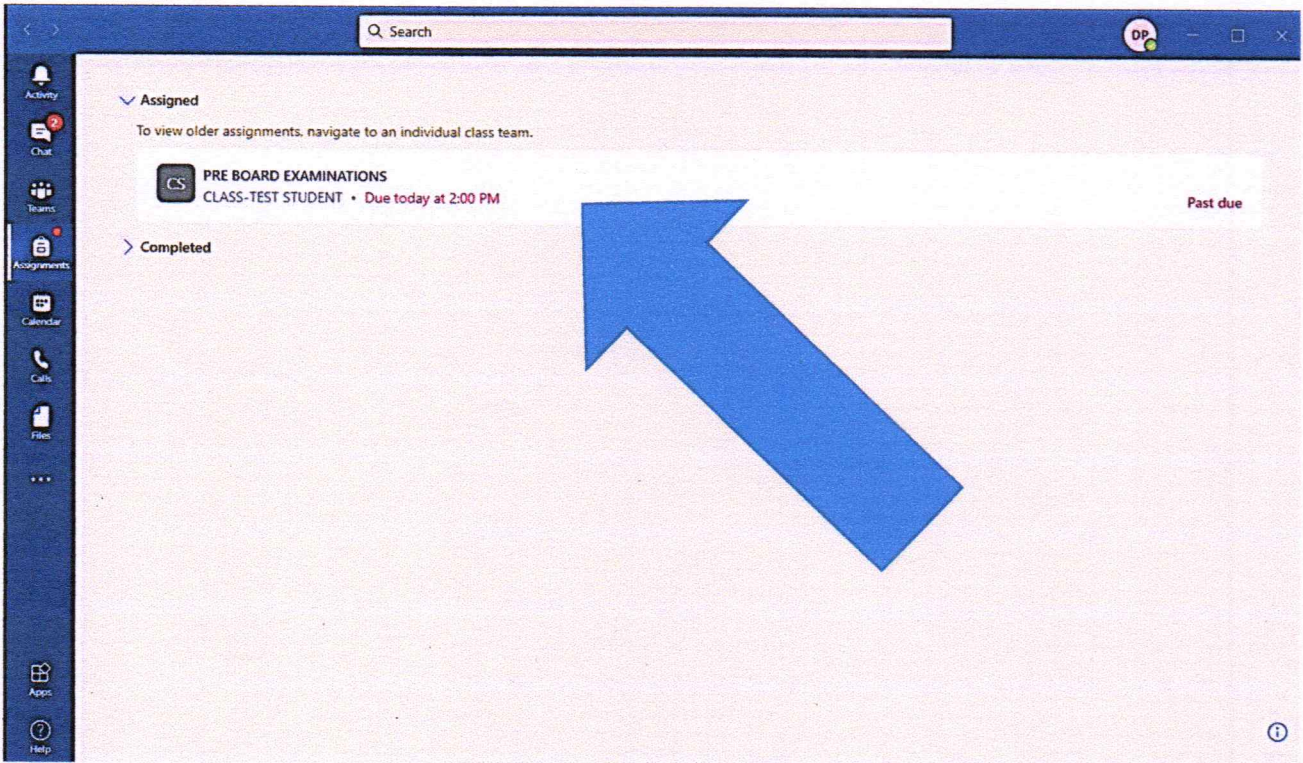 Search
DP
Activity
2
Chat
Teams
Assignments
Calendar
Calls
Files
Apps
Help
Assigned
To view older assignments, navigate to an individual class team.
CS
PRE BOARD EXAMINATIONS
CLASS-TEST STUDENT • Due today at 2:00 PM
Past due
Completed